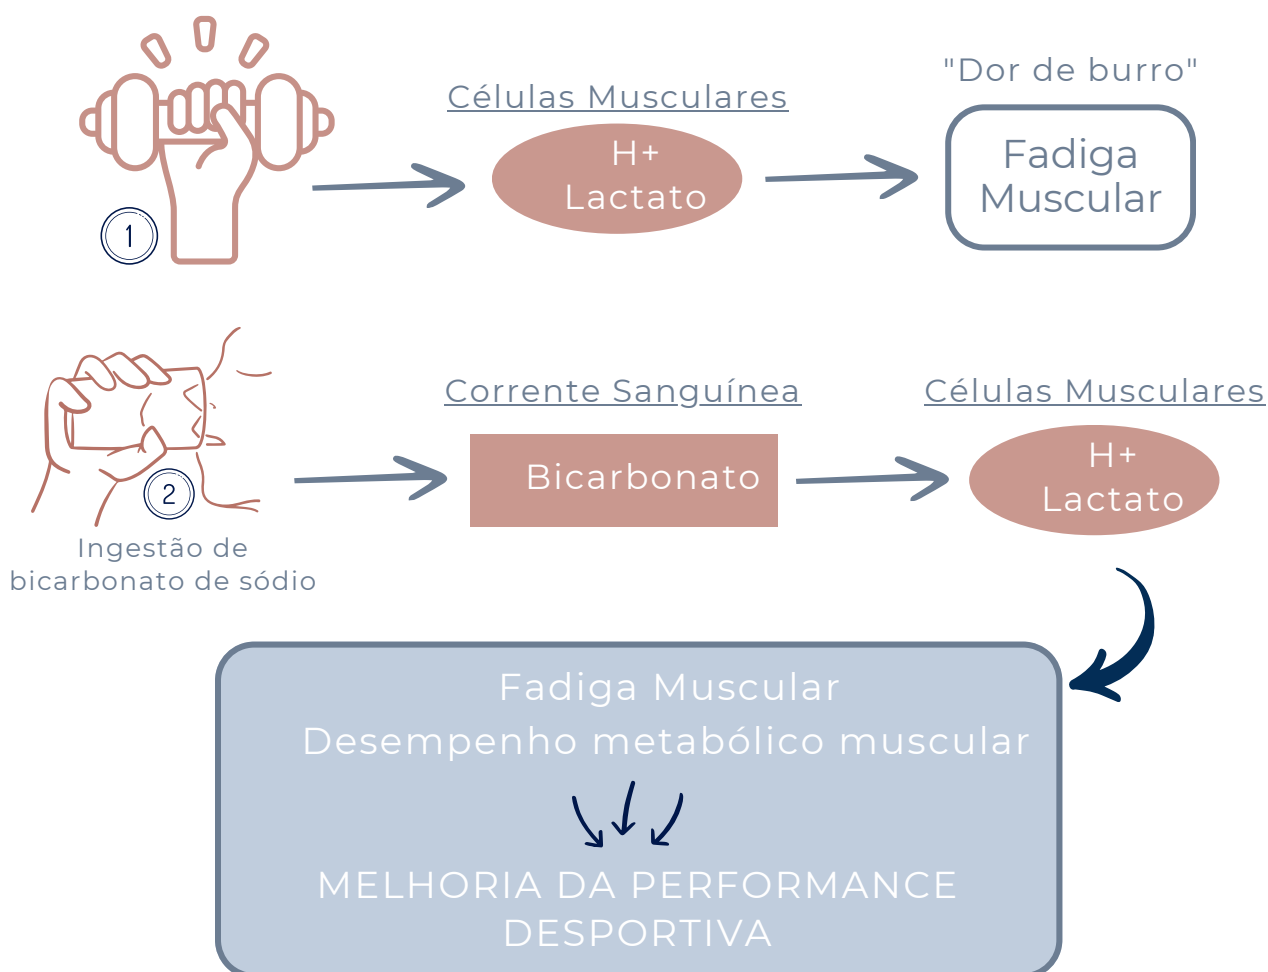 "Dor de burro"
Células Musculares
H+
Lactato
Fadiga
Muscular
1
Corrente Sanguínea
Células Musculares
Bicarbonato
H+
Lactato
2
Ingestão de
bicarbonato de sódio
Fadiga Muscular
Desempenho metabólico muscular
MELHORIA DA PERFORMANCE
DESPORTIVA